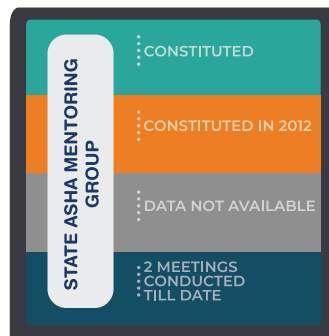 STATE ASHA MENTORING
GROUP
CONSTITUTED
CONSTITUTED IN 2012
DATA NOT AVAILABLE
2 MEETINGS
CONDUCTED
TILL DATE